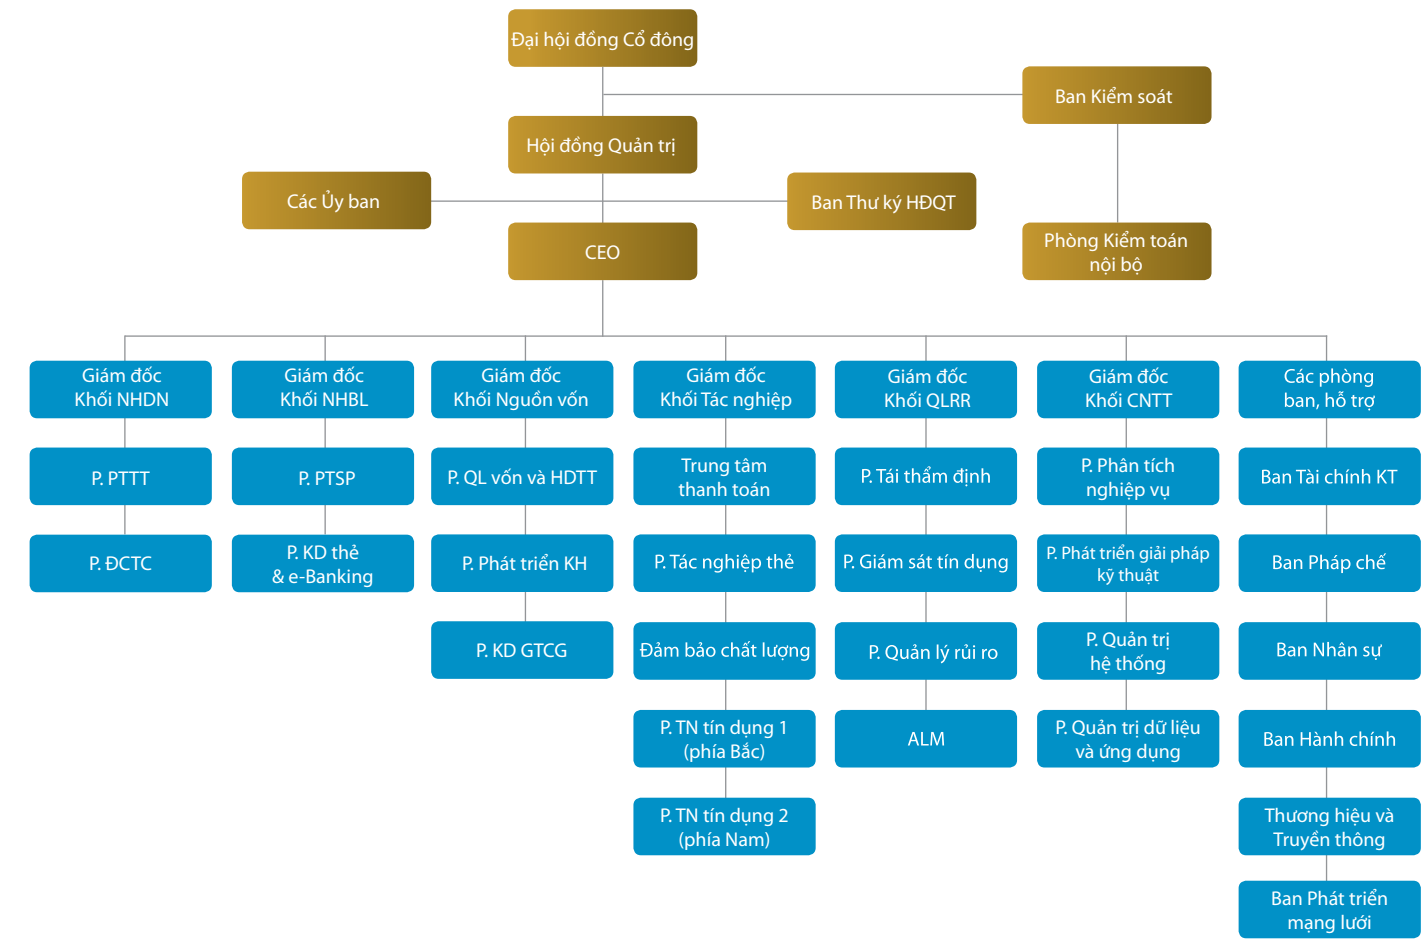 Đại hội đồng Cổ đông
Ban Kiểm soát
Hội đồng Quản trị
Các Ủy ban
Ban Thư ký HĐQT
CEO
Phòng Kiểm toán
nội bộ
Giám đốc
Khối NHDN
Giám đốc
Khối NHBL
Giám đốc
Khối Nguồn vốn
Giám đốc
Khối Tác nghiệp
Giám đốc
Khối QLRR
Giám đốc
Khối CNTT
Các phòng
ban, hỗ trợ
P. PTTT
P. PTSP
P. QL vốn và HDTT
Trung tâm
thanh toán
P. Tái thẩm định
P. Phân tích
nghiệp vụ
Ban Tài chính KT
P. ĐCTC
P. KD thẻ
& e-Banking
P. Phát triển KH
P. Tác nghiệp thẻ
P. Giám sát tín dụng
P. Phát triển giải pháp
kỹ thuật
Ban Pháp chế
P. KD GTCG
Đảm bảo chất lượng
P. Quản lý rủi ro
P. Quản trị
hệ thống
Ban Nhân sự
P. TN tín dụng 1
(phía Bắc)
ALM
P. Quản trị dữ liệu
và ứng dụng
Ban Hành chính
P. TN tín dụng 2
(phía Nam)
Thương hiệu và
Truyền thông
Ban Phát triển
mạng lưới